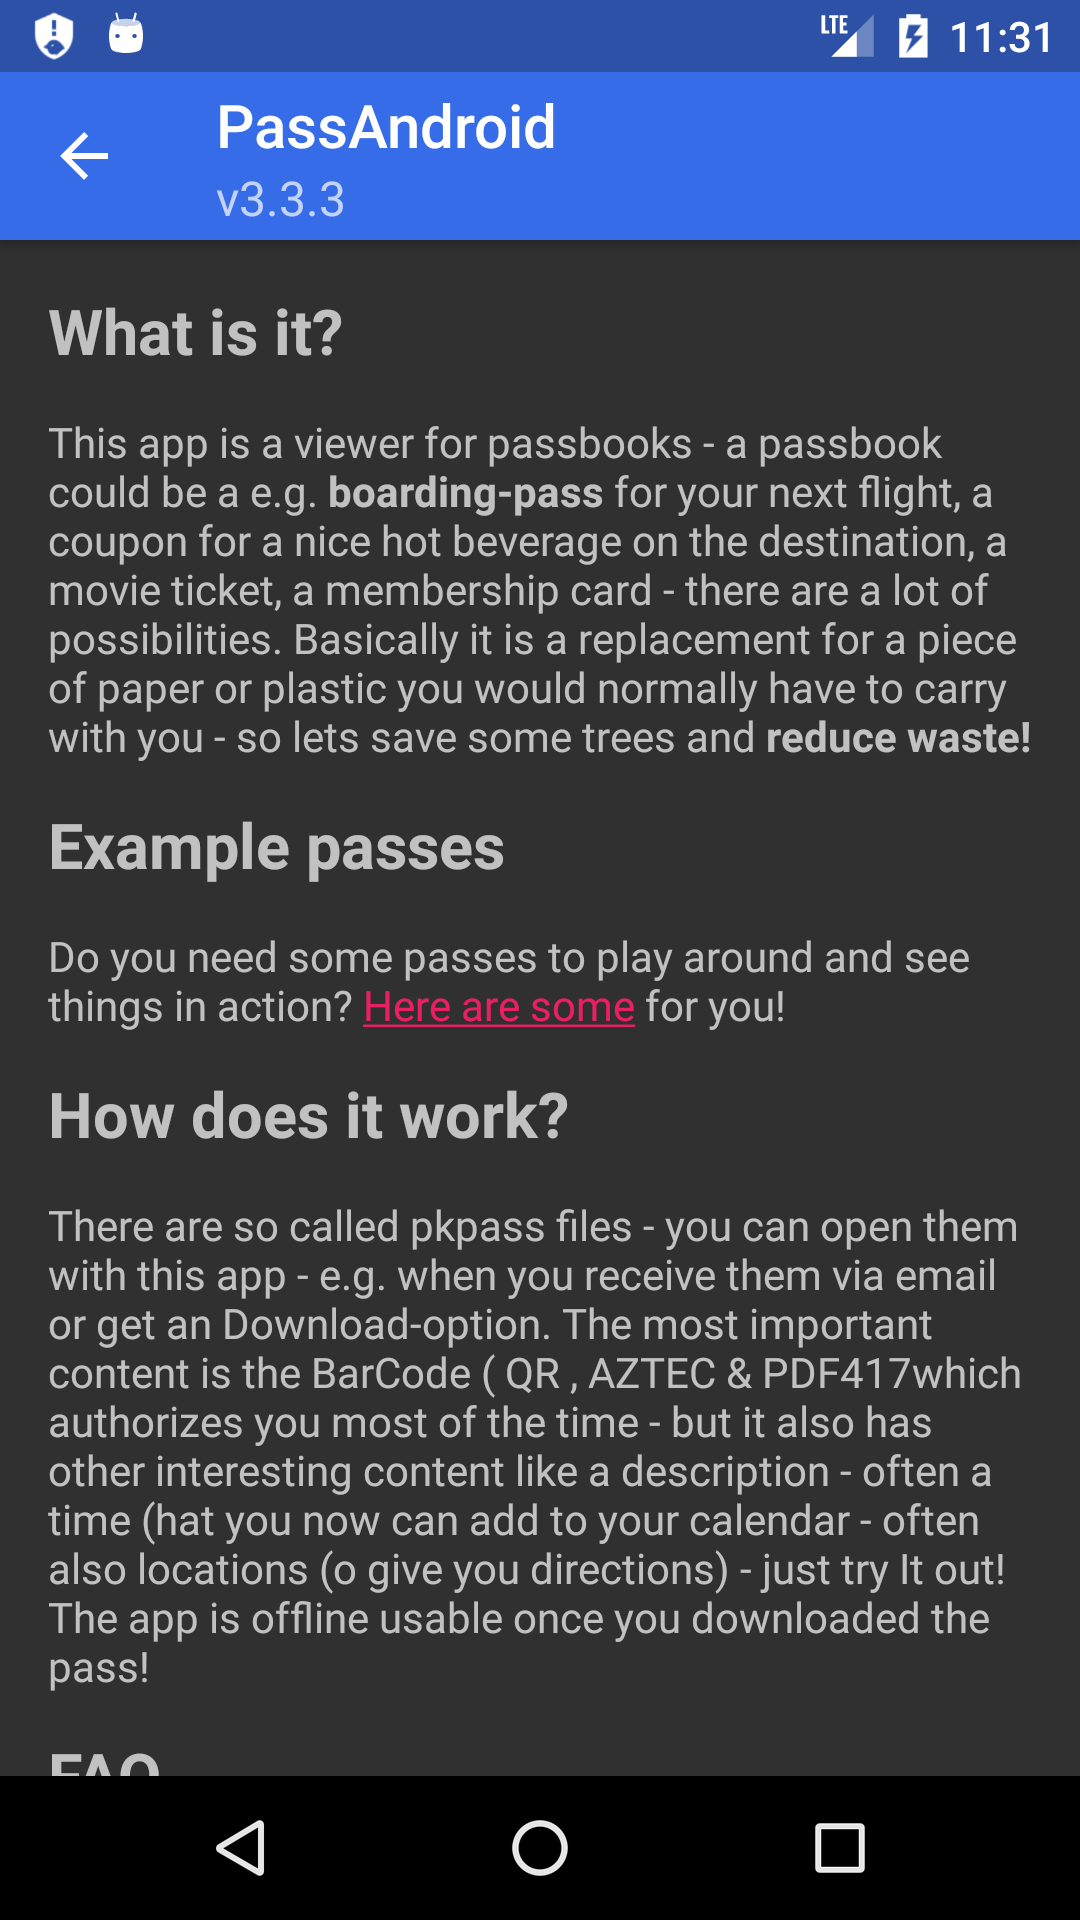 LTE 11:31
PassAndroid
v3.3.3
What is it?
This app is a viewer for passbooks - a passbook
could be a e.g. boarding-pass for your next flight, a
coupon for a nice hot beverage on the destination, a
movie ticket, a membership card - there are a lot of
possibilities. Basically it is a replacement for a piece
of paper or plastic you would normally have to carry
with you - so lets save some trees and reduce waste!
Example passes
Do you need some passes to play around and see
things in action? Here are some for you!
How does it work?
There are so called pkpass files - you can open them
with this app - e.g. when you receive them via email
or get an Download-option. The most important
content is the BarCode ( QR , AZTEC & PDF417which
authorizes you most of the time - but it also has
other interesting content like a description - often a
time (hat you now can add to your calendar - often
also locations (o give you directions) - just try It out!
The app is offline usable once you downloaded the
pass!
FAQ